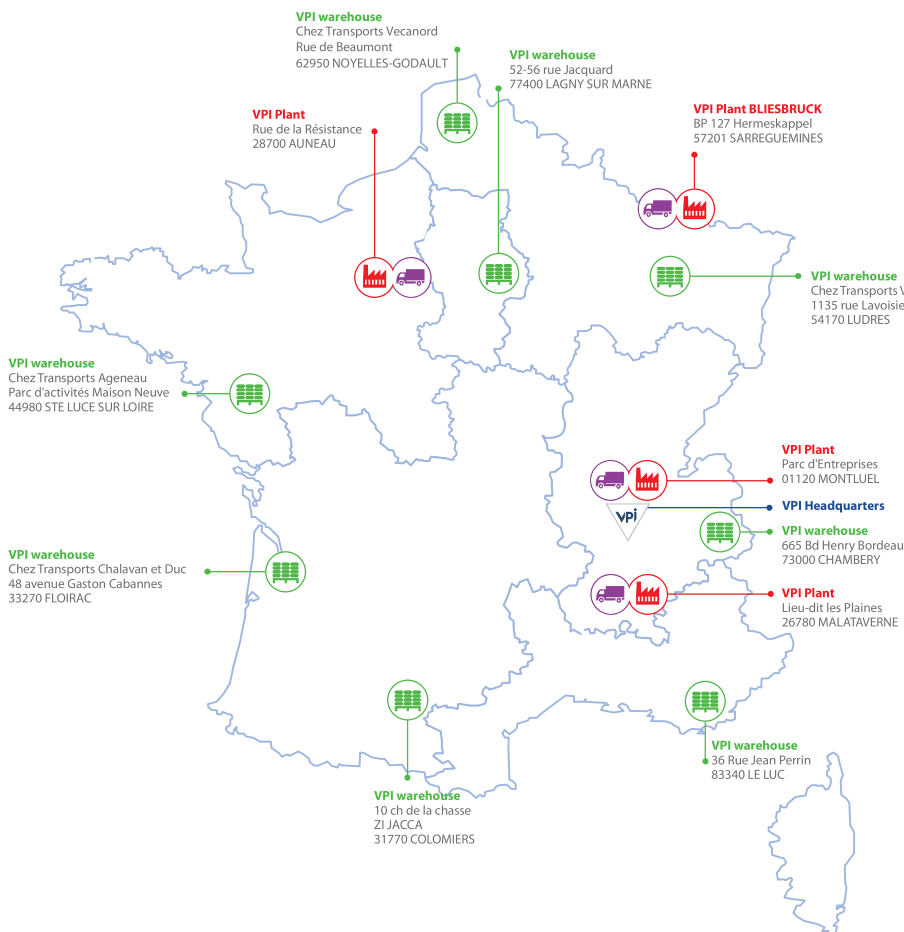 VPI warehouse
Chez Transports Vecanord
Rue de Beaumont
62950 NOYELLES-GODAULT
VPI warehouse
52-56 rue Jacquard
77400 LAGNY SUR MARNE
VPI Plant
Rue de la Résistance
28700 AUNEAU
VPI Plant BLIESBRUCK
BP 127 Hermeskappel
57201 SARREGUEMINES
VPI warehouse
Chez Transports V
1135 rue Lavoisie
54170 LUDRES
VPI warehouse
Chez Transports Ageneau
Parc d'activités Maison Neuve
44980 STE LUCE SUR LOIRE
VPI Plant
Parc d'Entreprises
01120 MONTLUEL
VPI Headquarters
VPI
VPI warehouse
665 Bd Henry Bordeau
73000 CHAMBERY
VPI warehouse
Chez Transports Chalavan et Duc
48 avenue Gaston Cabannes
33270 FLOIRAC
VPI Plant
Lieu-dit les Plaines
26780 MALATAVERNE
VPI warehouse
36 Rue Jean Perrin
83340 LE LUC
VPI warehouse
10 ch de la chasse
ZI JACCA
31770 COLOMIERS